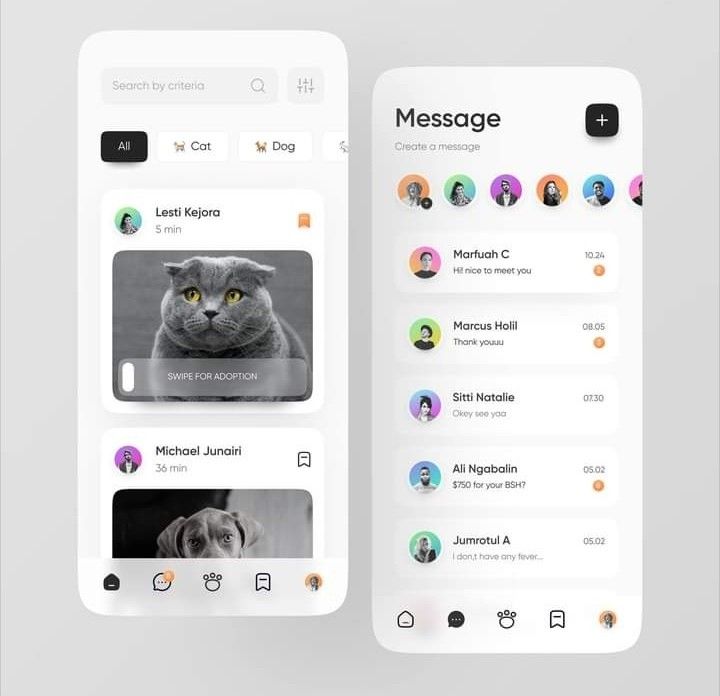 Search by criteria
All
Cat
Dog
Lesti Kejora
5 min
SWIPE FOR ADOPTION
Michael Junairi
36 min
Message
Create a message
Marfuah C
10.24
Hi! nice to meet you
Marcus Holil
08.05
Thank youuu
Sitti Natalie
07.30
Okey see yaa
Ali Ngabalin
05.02
$750 for your BSH?
Jumrotul A
05.02
I don,t have any fever...